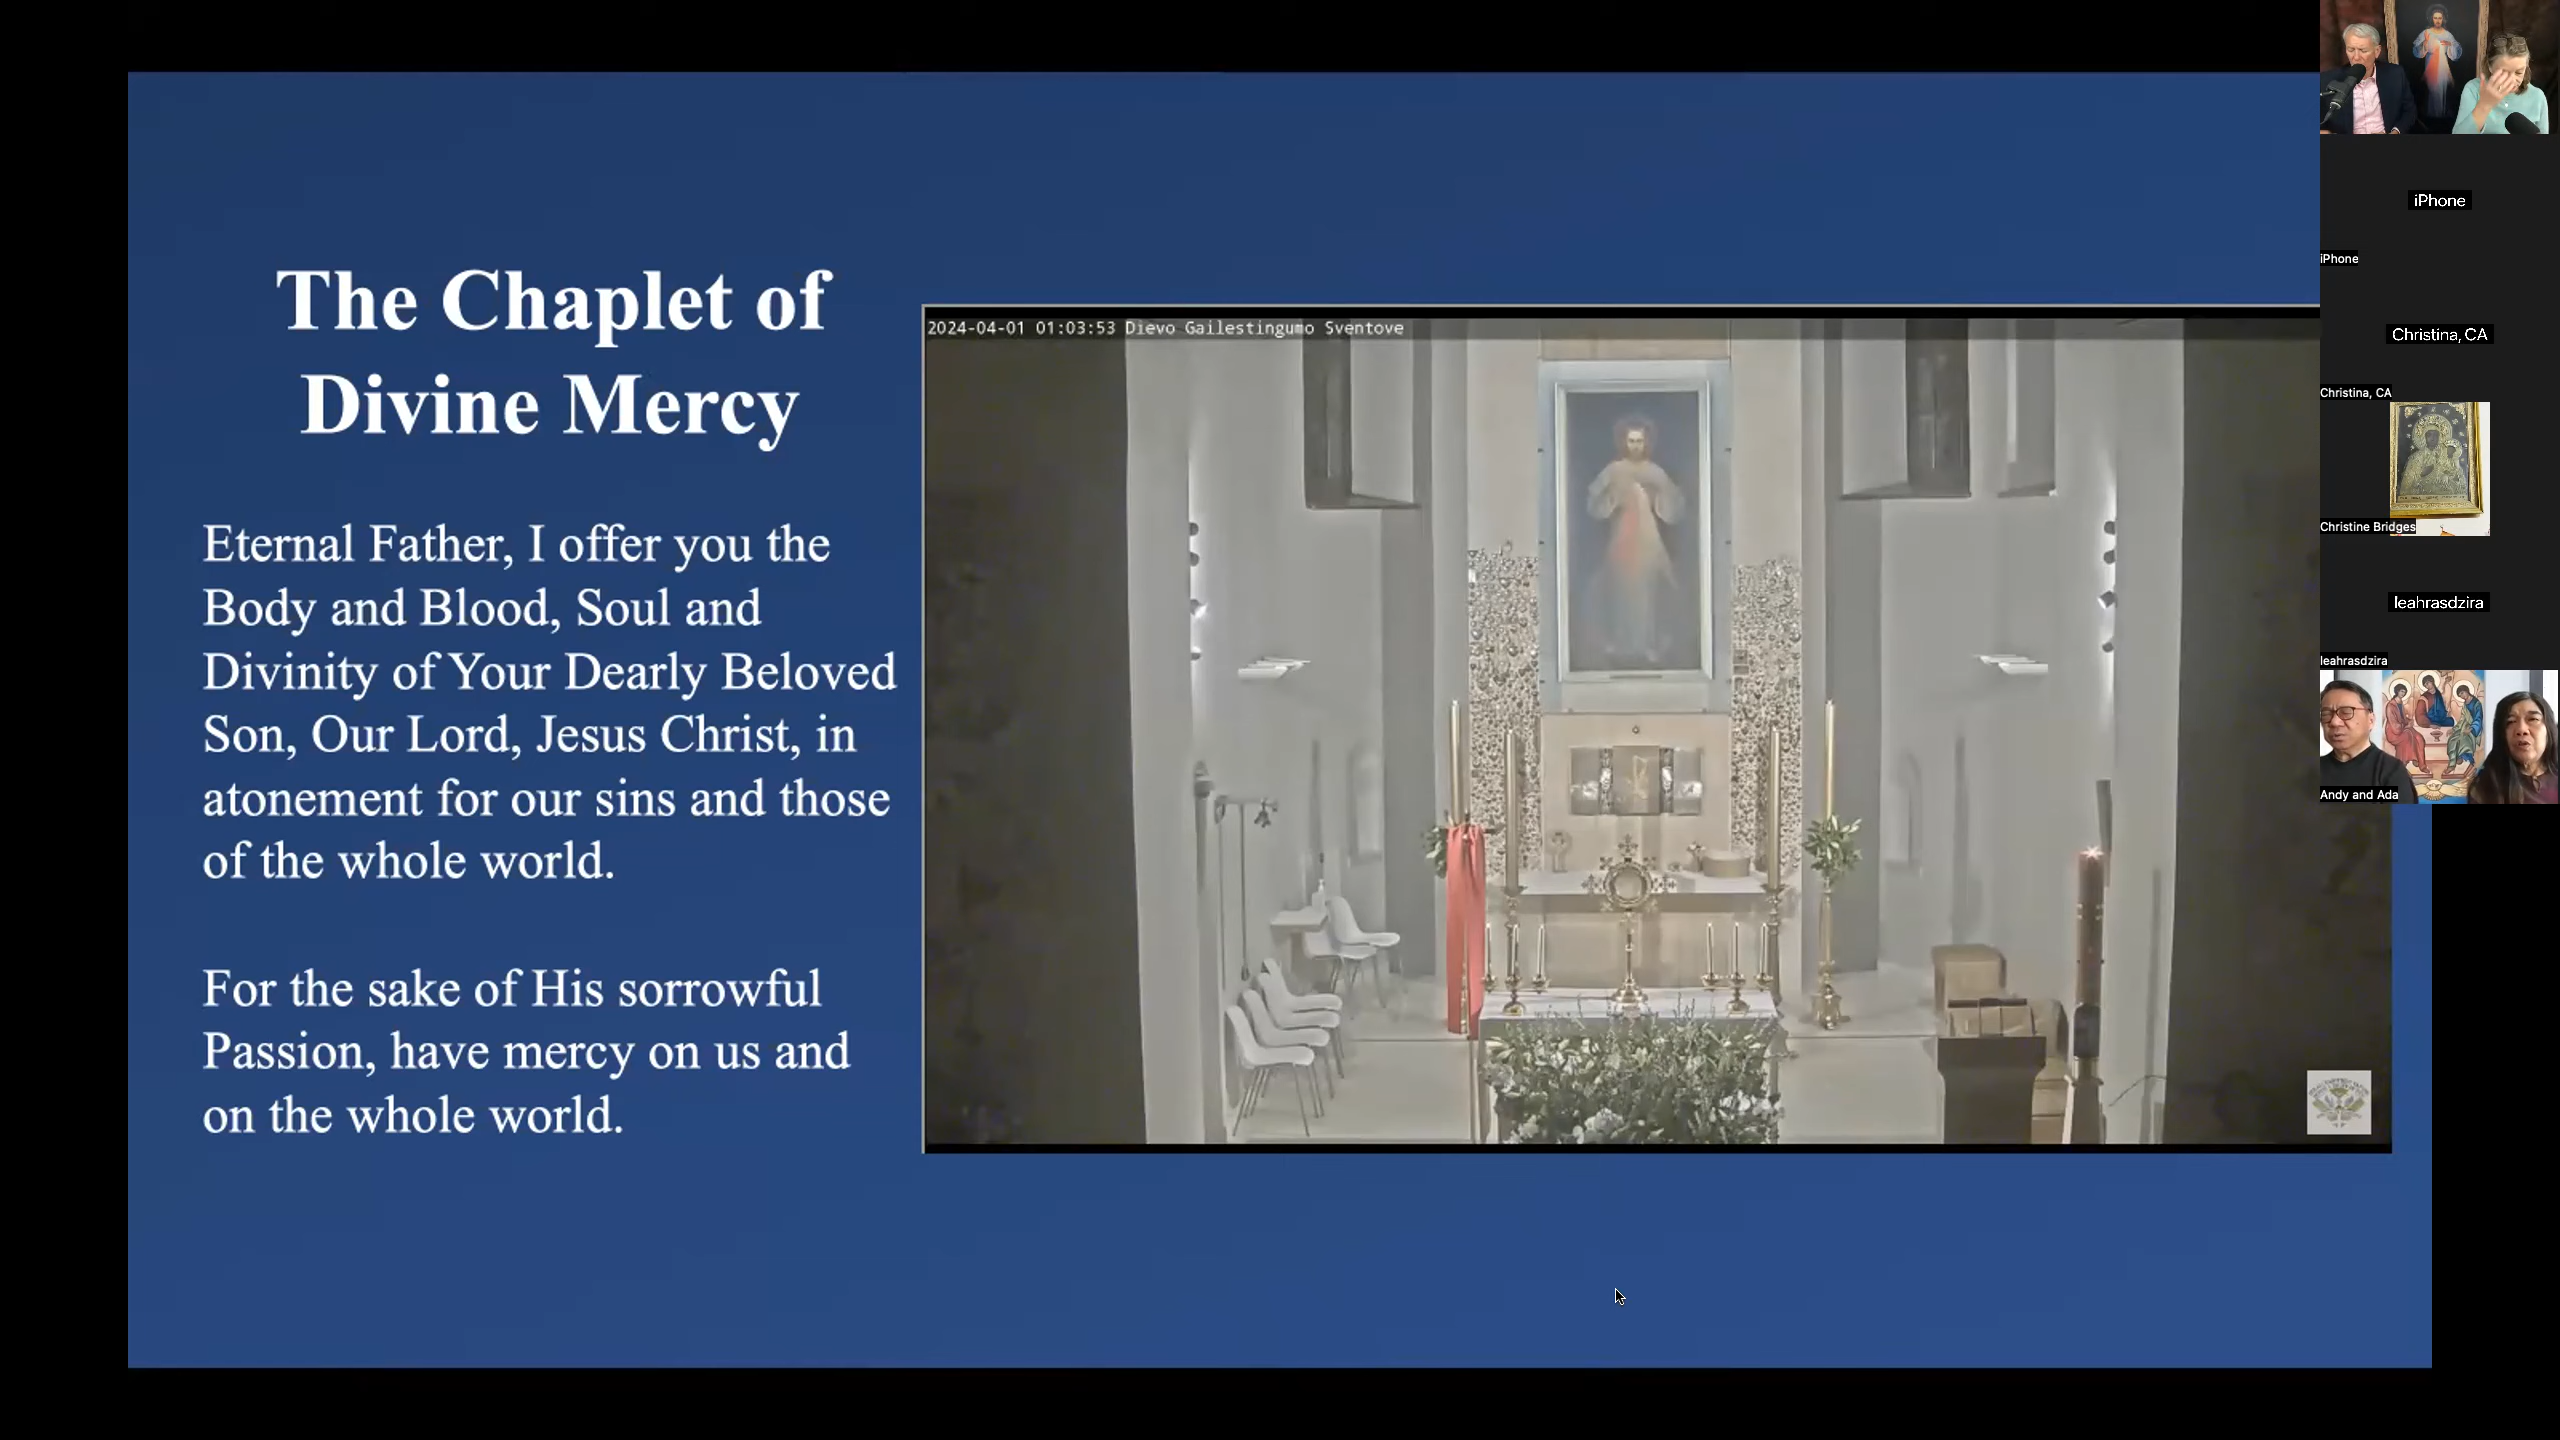 The Chaplet of
Divine Mercy
Eternal Father, I offer you the
Body and Blood, Soul and
Divinity of Your Dearly Beloved
Son, Our Lord, Jesus Christ, in
atonement for our sins and those
of the whole world.
For the sake of His sorrowful
Passion, have mercy on us and
on the whole world.
2024-04-01 01:03:53 Dievo Gailestingumo Sventove
iPhone
iPhone
Christina, CA
Christina, CA
Christine Bridges
leahrasdzira
leahrasdzira
Andy and Ada